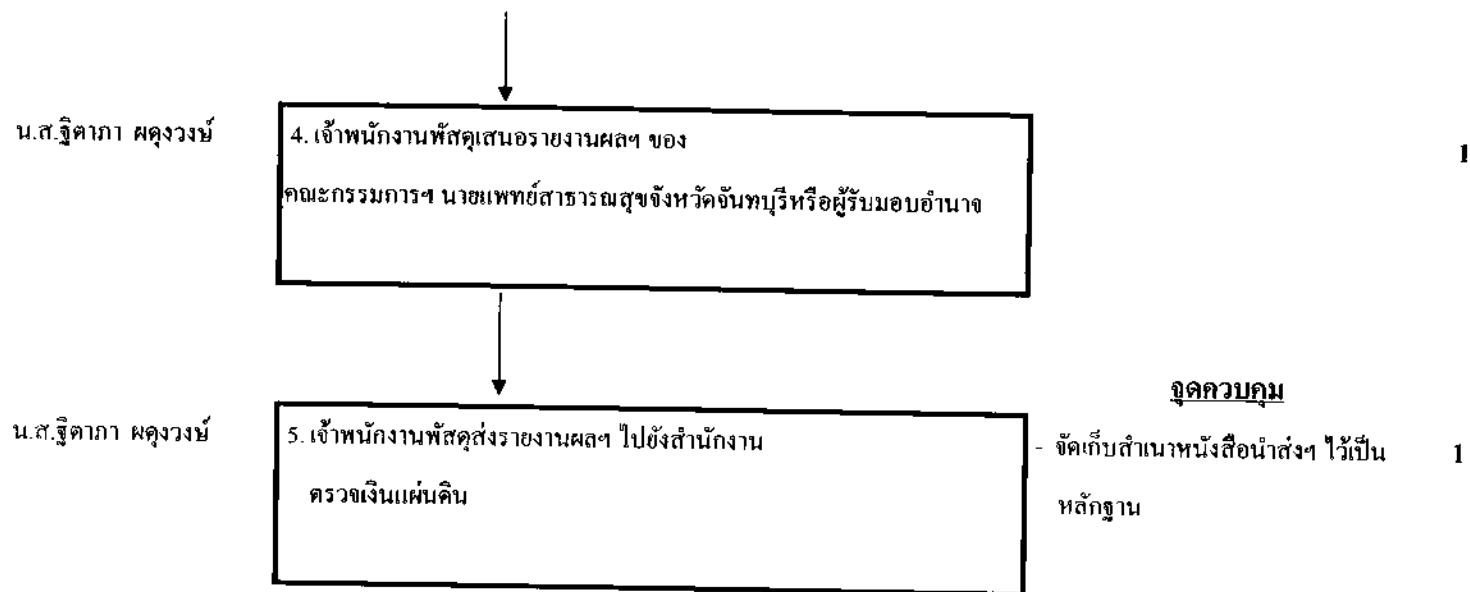 น.ส.ฐิตาภา ผดุงวงษ์
4. เจ้าพนักงานพัสดุเสนอรายงานผลฯ ของ
คณะกรรมการฯ นายแพทย์สาธารณสุขจังหวัดจันทบุรีหรือผู้รับมอบอำนาจ
1
น.ส.ฐิตาภา ผดุงวงษ์
5. เจ้าพนักงานพัสดุส่งรายงานผลฯ ไปยังสำนักงาน
ตรวจเงินแผ่นดิน
จุดควบคุม
- จัดเก็บสำเนาหนังสือนำส่งฯ ไว้เป็น
หลักฐาน
1